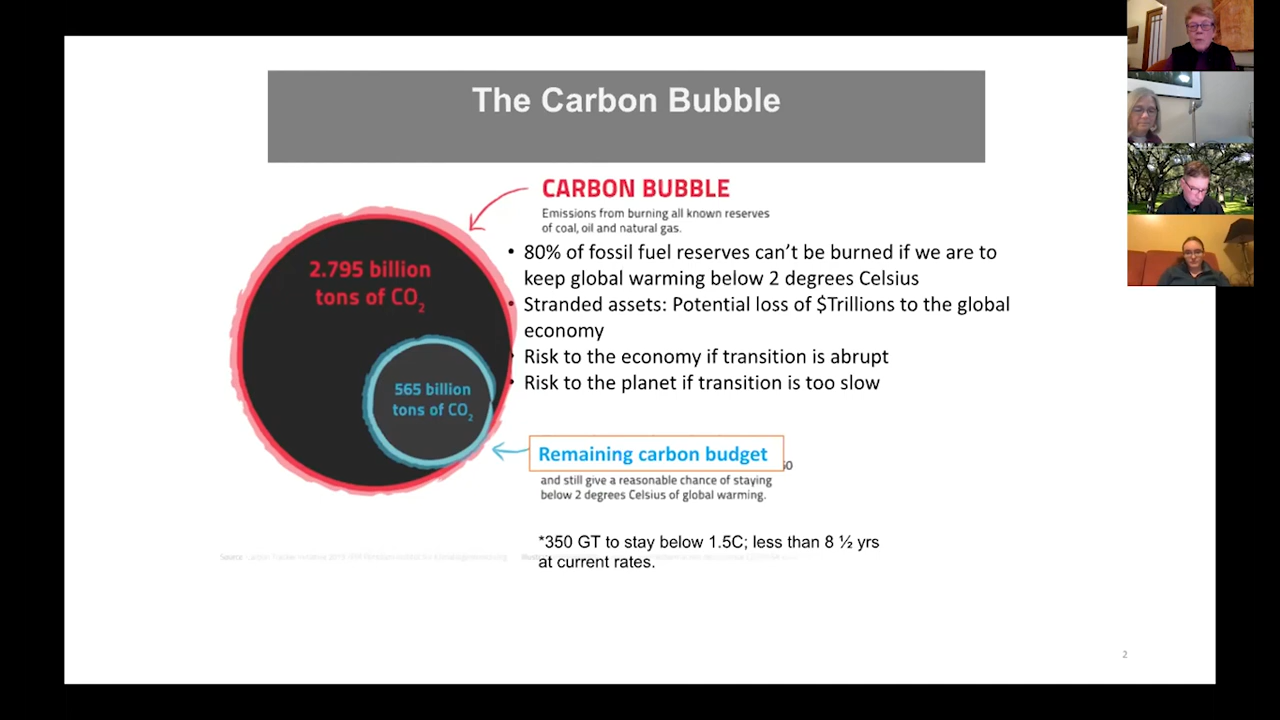 The Carbon Bubble
CARBON BUBBLE
Emissions from burning all known reserves
of coal, oil and natural gas.
2.795 billion
tons of CO2
• 80% of fossil fuel reserves can't be burned if we are to
keep global warming below 2 degrees Celsius
• Stranded assets: Potential loss of $Trillions to the global
economy
• Risk to the economy if transition is abrupt
• Risk to the planet if transition is too slow
565 billion
tons of CO2
Remaining carbon budget
and still give a reasonable chance of staying
below 2 degrees Celsius of global warming.
*350 GT to stay below 1.5C; less than 8 ½ yrs
at current rates.
2